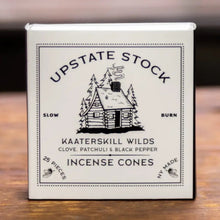 UPSTATE STOCK
SLOW
BURN
KAATERSKILL WILDS
CLOVE, PATCHULI & BLACK PEPPER
INCENSE CONES
25 PIECES
NY MADE